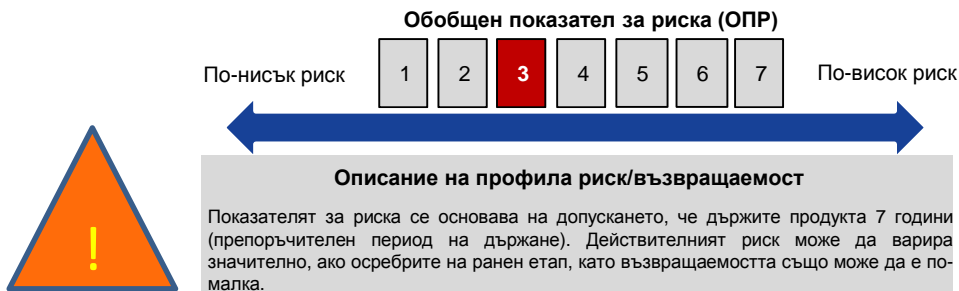 Обобщен показател за риска (ОПР)
По-нисък риск 1 2 3 4 5 6 7 По-висок риск
!
Описание на профила риск/възвращаемост
Показателят за риска се основава на допускането, че държите продукта 7 години
(препоръчителен период на държане). Действителният риск може да варира
значително, ако осребрите на ранен етап, като възвращаемостта също може да е по-
малка.